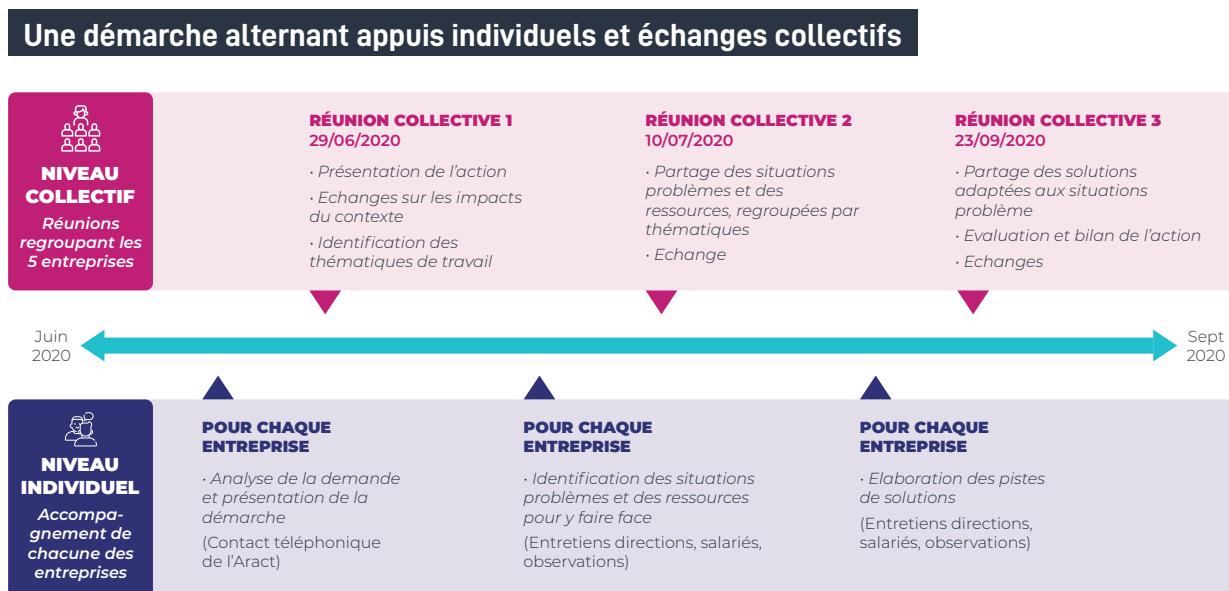 Une démarche alternant appuis individuels et échanges collectifs
NIVEAU
COLLECTIF
Réunions
regroupant les
5 entreprises
RÉUNION COLLECTIVE 1
29/06/2020
• Présentation de l'action
• Echanges sur les impacts
du contexte
• Identification des
thématiques de travail
RÉUNION COLLECTIVE 2
10/07/2020
• Partage des situations
problèmes et des
ressources, regroupées par
thématiques
• Echange
RÉUNION COLLECTIVE 3
23/09/2020
• Partage des solutions
adaptées aux situations
problème
• Evaluation et bilan de l'action
• Echanges
Juin
2020
Sept
2020
NIVEAU
INDIVIDUEL
Accompa-
gnement de
chacune des
entreprises
POUR CHAQUE
ENTREPRISE
• Analyse de la demande
et présentation de la
démarche
(Contact téléphonique
de l'Aract)
POUR CHAQUE
ENTREPRISE
• Identification des situations
problèmes et des ressources
pour y faire face
(Entretiens directions, salariés,
observations)
POUR CHAQUE
ENTREPRISE
• Elaboration des pistes
de solutions
(Entretiens directions,
salariés, observations)